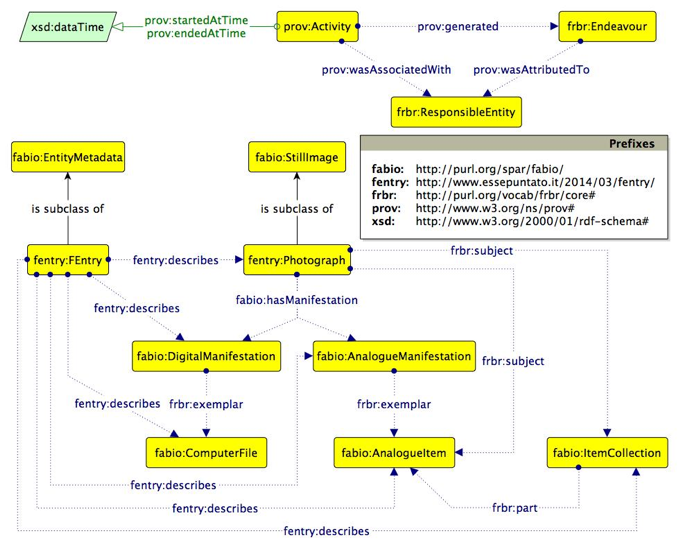 xsd:dataTime
prov:startedAtTime
prov:endedAtTime
prov:Activity
prov:generated
frbr:Endeavour
prov:wasAssociatedWith
prov:wasAttributedTo
frbr:ResponsibleEntity
fabio:EntityMetadata
fabio:StillImage
Prefixes
fabio: http://purl.org/spar/fabio/
fentry: http://www.essepuntato.it/2014/03/fentry/
frbr: http://purl.org/vocab/frbr/core#
prov: http://www.w3.org/ns/prov#
xsd: http://www.w3.org/2000/01/rdf-schema#
is subclass of
is subclass of
frbr:subject
fentry:FEntry
fentry:describes
fentry:Photograph
fabio:hasManifestation
fentry:describes
fabio:DigitalManifestation
fabio:AnalogueManifestation
frbr:subject
fentry:describes
frbr:exemplar
frbr:exemplar
fabio:ComputerFile
fabio:AnalogueItem
fabio:ItemCollection
fentry:describes
fentry:describes
frbr:part
fentry:describes